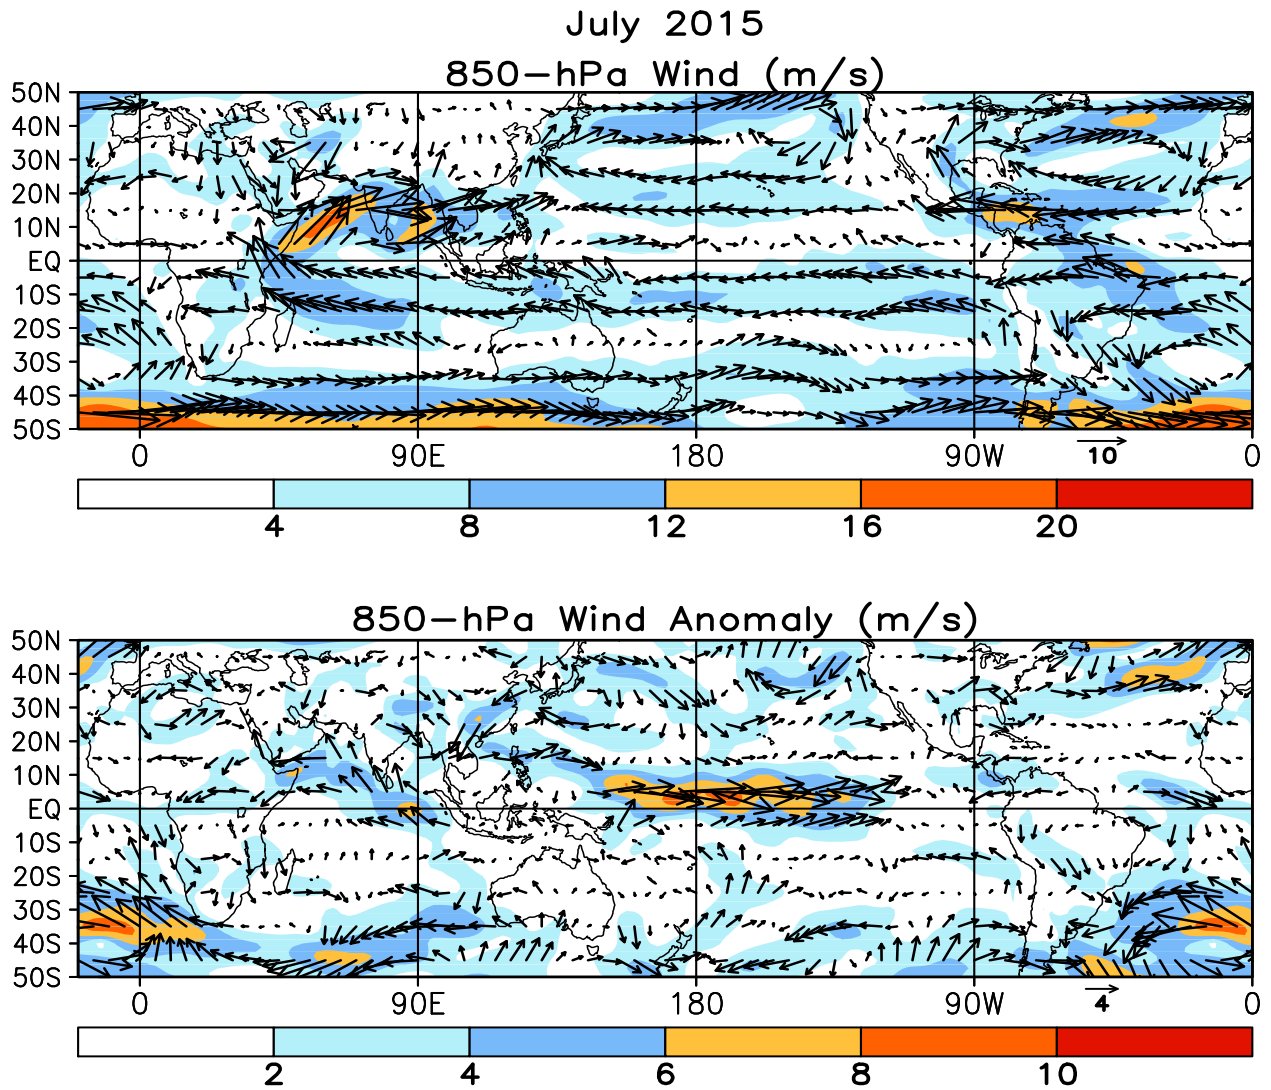 July 2015
850-hPa Wind (m/s)
50N
40N
30N
20N
10N
EQ
10S
20S
30S
40S
50S
0 90E 180 90W 0
10
4 8 12 16 20
850-hPa Wind Anomaly (m/s)
50N
40N
30N
20N
10N
EQ
10S
20S
30S
40S
50S
0 90E 180 90W 0
4
2 4 6 8 10